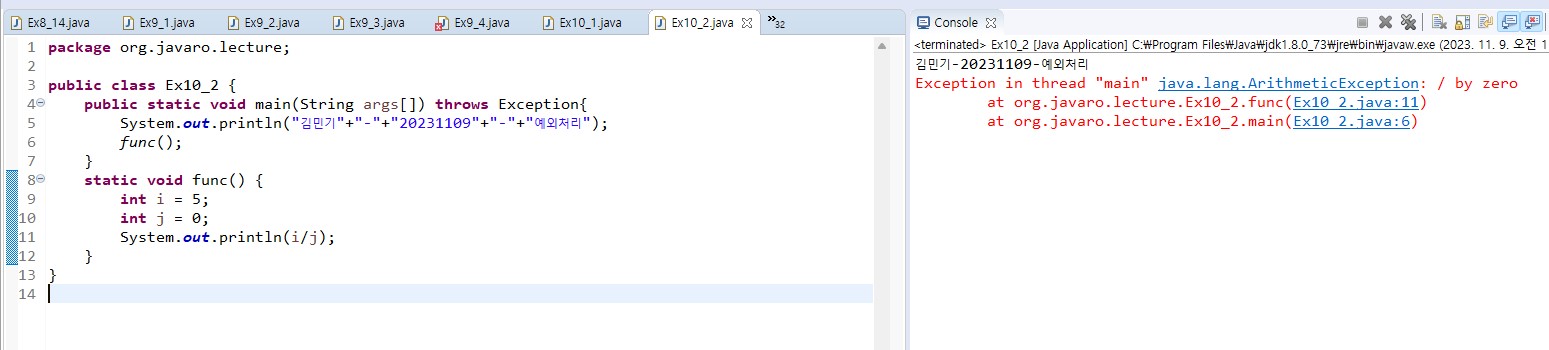 Ex8_14.java Ex9_1.java Ex9_2.java Ex9_3.java Ex9_4.java Ex10_1.java Ex10_2.java »32
1 package org.javaro.lecture;
2
3 public class Ex10_2 {
4 public static void main(String args[]) throws Exception{
5 System.out.println("김민기"+"-"+"20231109"+"-"+"예외처리");
6 func();
7 }
8 static void func() {
9 int i = 5;
10 int j = 0;
11 System.out.println(i/j);
12 }
13 }
14
Console
<terminated> Ex10_2 [Java Application] C:₩Program Files₩Java₩jdk1.8.0_73₩jre₩bin₩javaw.exe (2023. 11. 9. 오전 1
김민기-20231109-예외처리
Exception in thread "main" java.lang.ArithmeticException: / by zero
at org.javaro.lecture.Ex10_2.func(Ex10_2.java:11)
at org.javaro.lecture.Ex10_2.main(Ex10_2.java:6)